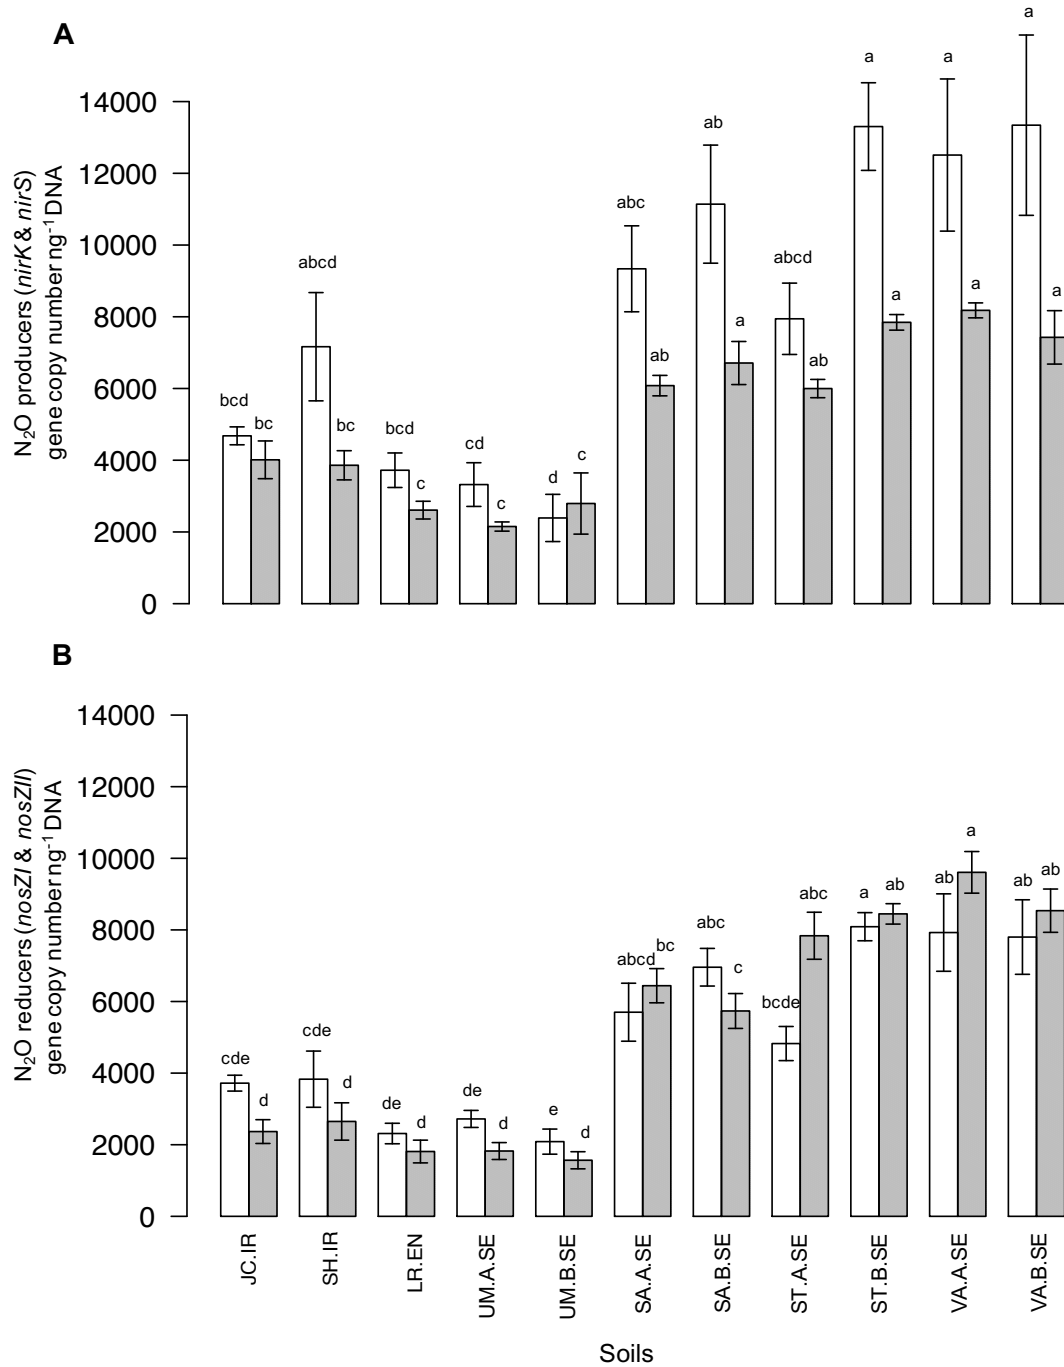 A
N₂O producers (nirK & nirS)
gene copy number ng⁻¹ DNA
14000
12000
10000
8000
6000
4000
2000
0
bcd
bc
abcd
bc
bcd
c
cd
c
d
c
abc
ab
ab
a
abcd
ab
a
a
a
a
a
a
B
N₂O reducers (nosZI & nosZII)
gene copy number ng⁻¹ DNA
14000
12000
10000
8000
6000
4000
2000
0
cde
d
cde
d
de
d
de
d
e
d
abcd
bc
abc
c
bcde
abc
a
ab
ab
a
ab
ab
JC.IR
SH.IR
LR.EN
UM.A.SE
UM.B.SE
SA.A.SE
SA.B.SE
ST.A.SE
ST.B.SE
VA.A.SE
VA.B.SE
Soils